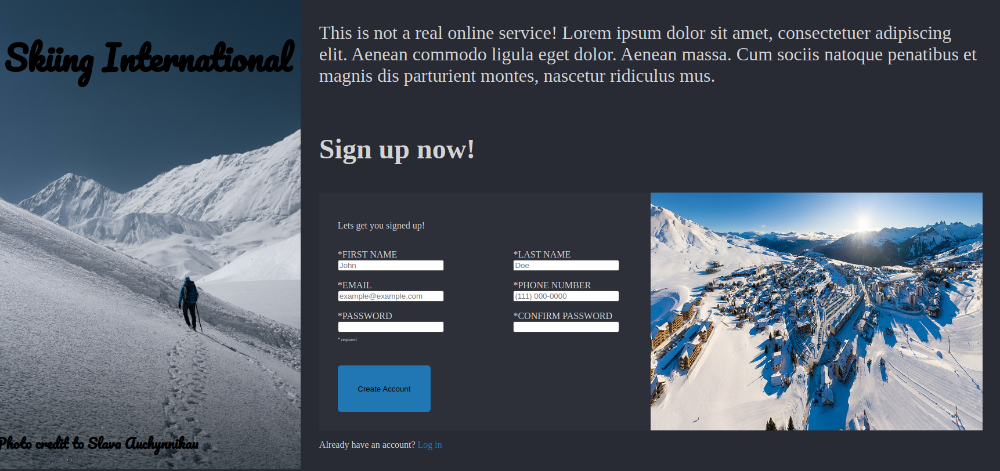 Skiing International
Photo credit to Slava Auchynnikau
This is not a real online service! Lorem ipsum dolor sit amet, consectetuer adipiscing
elit. Aenean commodo ligula eget dolor. Aenean massa. Cum sociis natoque penatibus et
magnis dis parturient montes, nascetur ridiculus mus.
Sign up now!
Lets get you signed up!
*FIRST NAME
John
*LAST NAME
Doe
*EMAIL
example@example.com
*PHONE NUMBER
(111) 000-0000
*PASSWORD
*CONFIRM PASSWORD
* required
Create Account
Already have an account? Log in